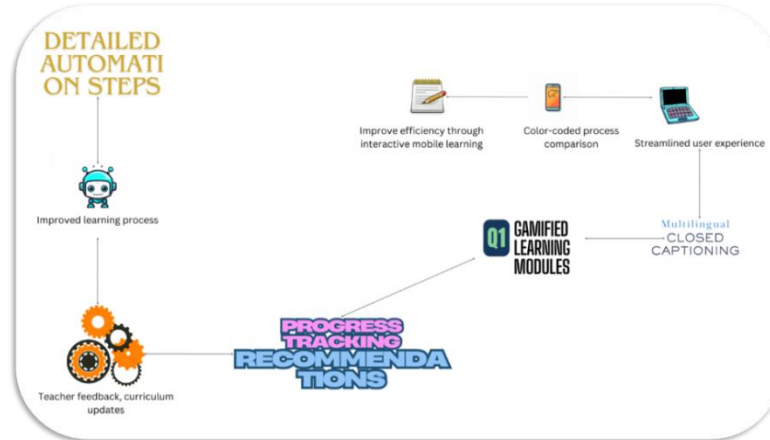 DETAILED
AUTOMATI
ON STEPS
Improve efficiency through
interactive mobile learning
Color-coded process
comparison
Streamlined user experience
Improved learning process
Q1
GAMIFIED
LEARNING
MODULES
Multilingual
CLOSED
CAPTIONING
PROGRESS
TRACKING
RECOMMENDA
TIONS
Teacher feedback, curriculum
updates